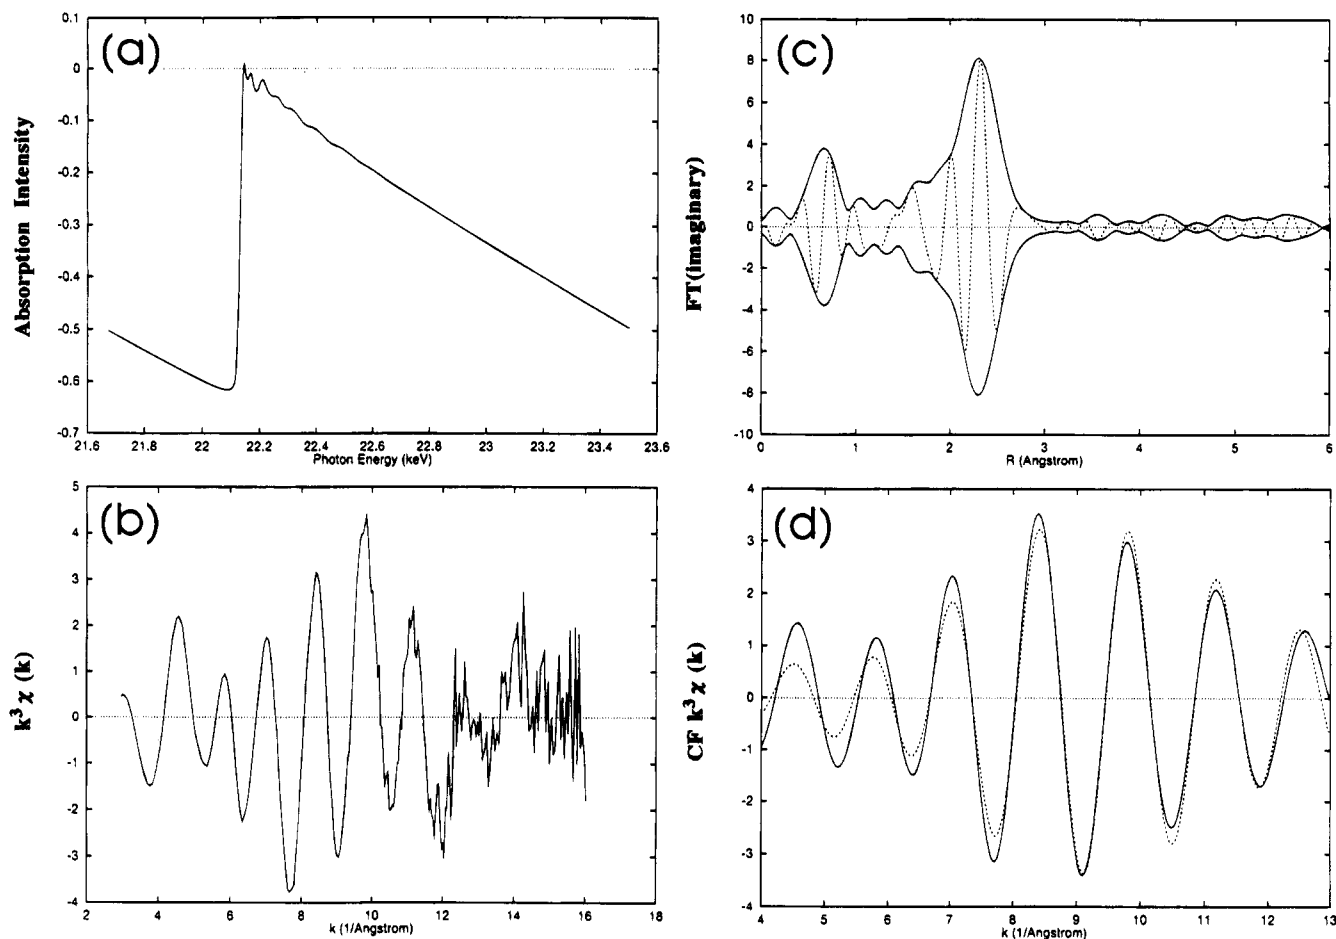 (a)
Absorption Intensity
0.1
0
-0.1
-0.2
-0.3
-0.4
-0.5
-0.6
-0.7
21.6 21.8 22 22.2 22.4 22.6 22.8 23 23.2 23.4 23.6
Photon Energy (keV)
(c)
FT(imaginary)
10
8
6
4
2
0
-2
-4
-6
-8
-10
0 1 2 3 4 5 6
R (Angstrom)
(b)
k³ χ (k)
5
4
3
2
1
0
-1
-2
-3
-4
2 4 6 8 10 12 14 16 18
k (1/Angstrom)
(d)
CF k³ χ (k)
4
3
2
1
0
-1
-2
-3
-4
4 5 6 7 8 9 10 11 12 13
k (1/Angstrom)